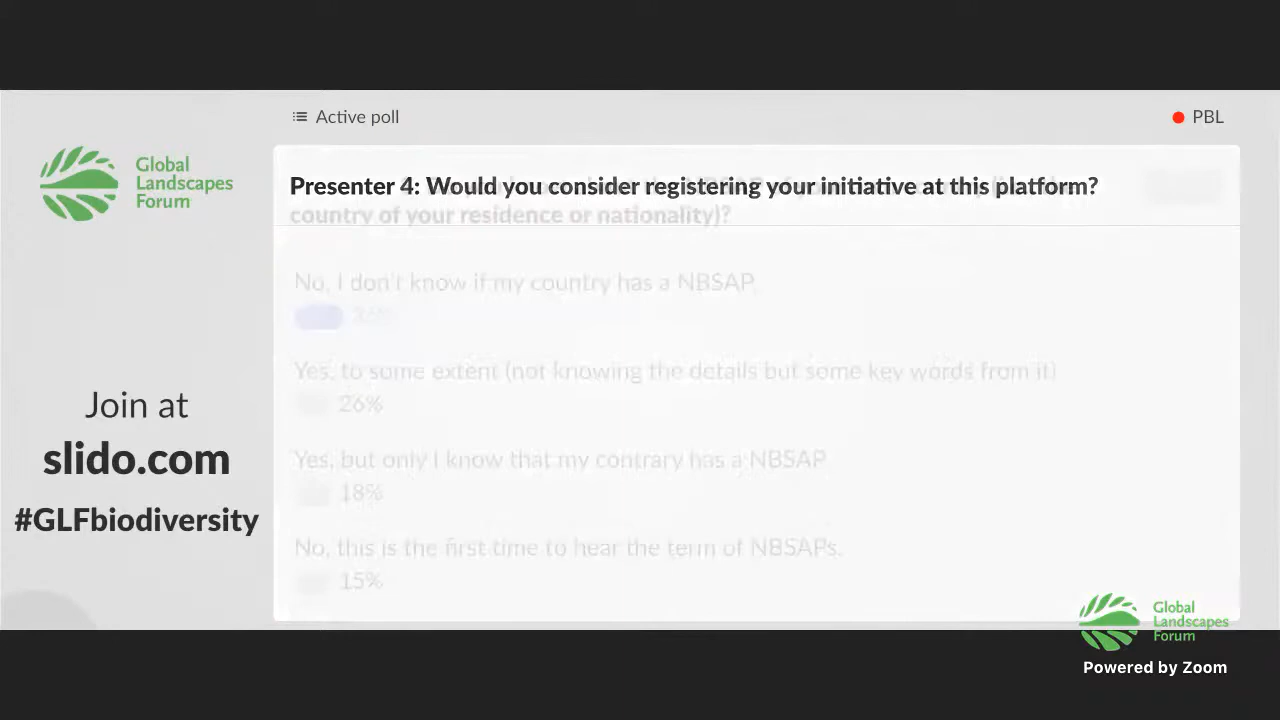 Active poll
PBL
Global
Landscapes
Forum
Presenter 4: Would you consider registering your initiative at this platform?
country of your residence or nationality)?
No, I don't know if my country has a NBSAP.
Yes, to some extent (not knowing the details but some key words from it)
26%
Join at
slido.com
#GLFbiodiversity
Yes, but only I know that my contrary has a NBSAP
18%
No, this is the first time to hear the term of NBSAPs.
15%
Global
Landscapes
Forum
Powered by Zoom